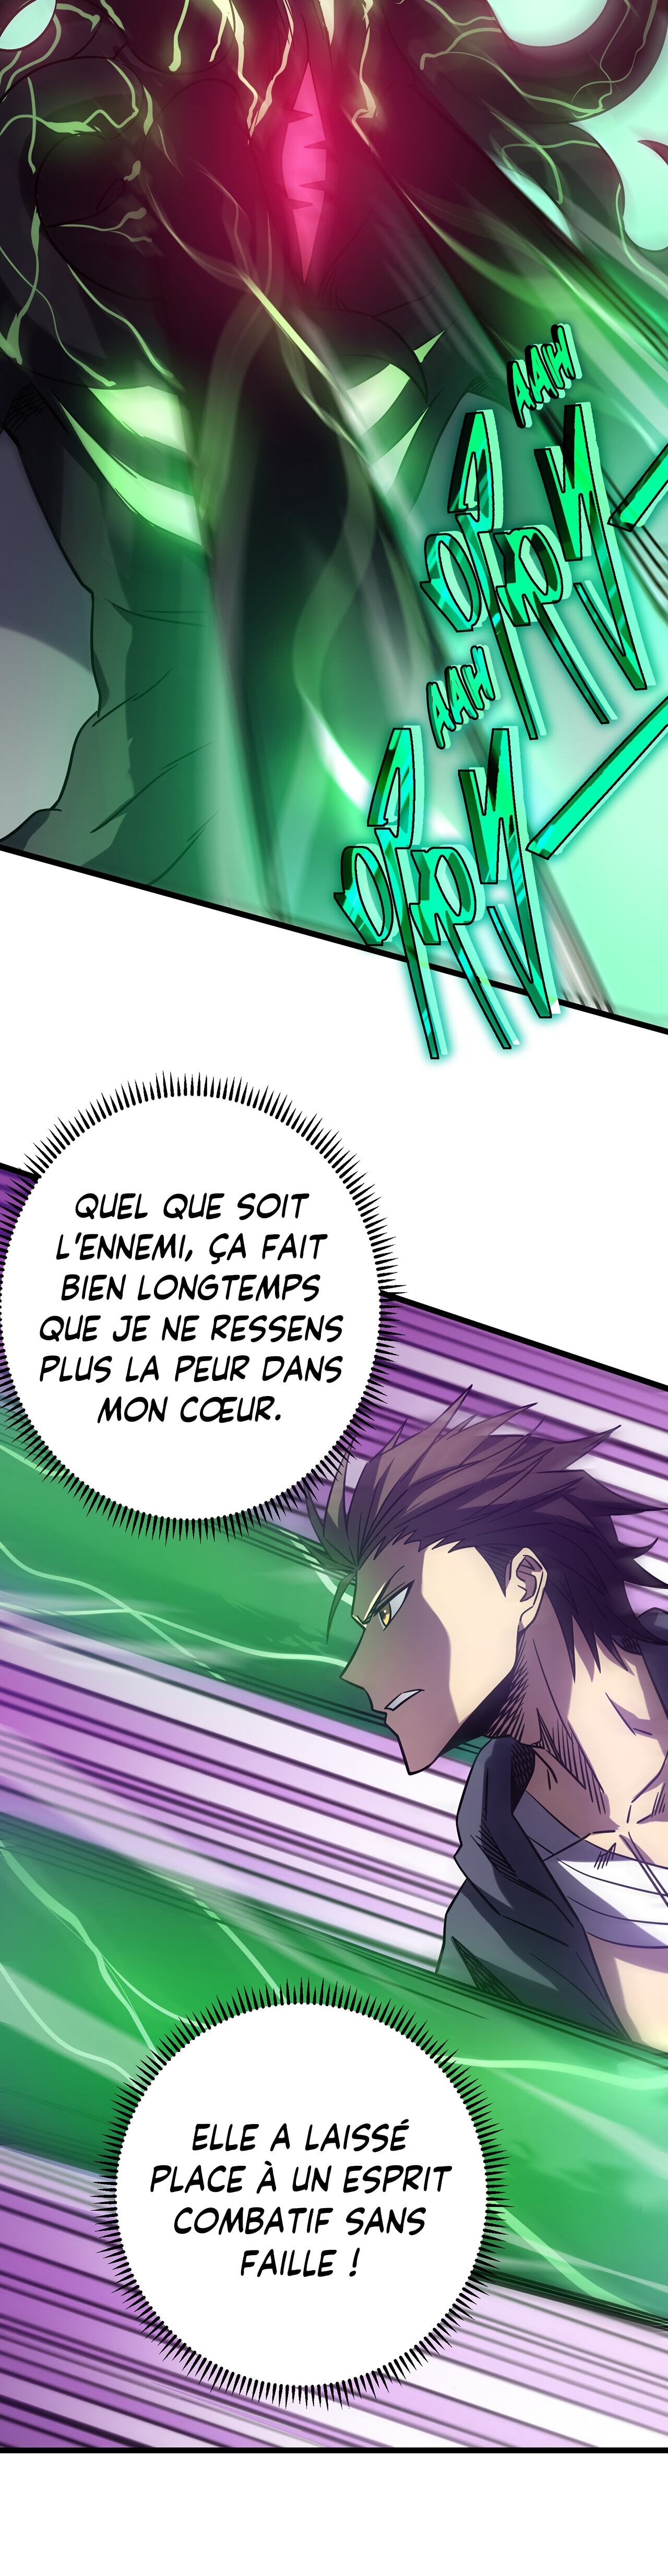 AAH
AAH
QUEL QUE SOIT
L'ENNEMI, ÇA FAIT
BIEN LONGTEMPS
QUE JE NE RESSENS
PLUS LA PEUR DANS
MON CŒUR.
ELLE A LAISSÉ
PLACE À UN ESPRIT
COMBATIF SANS
FAILLE !